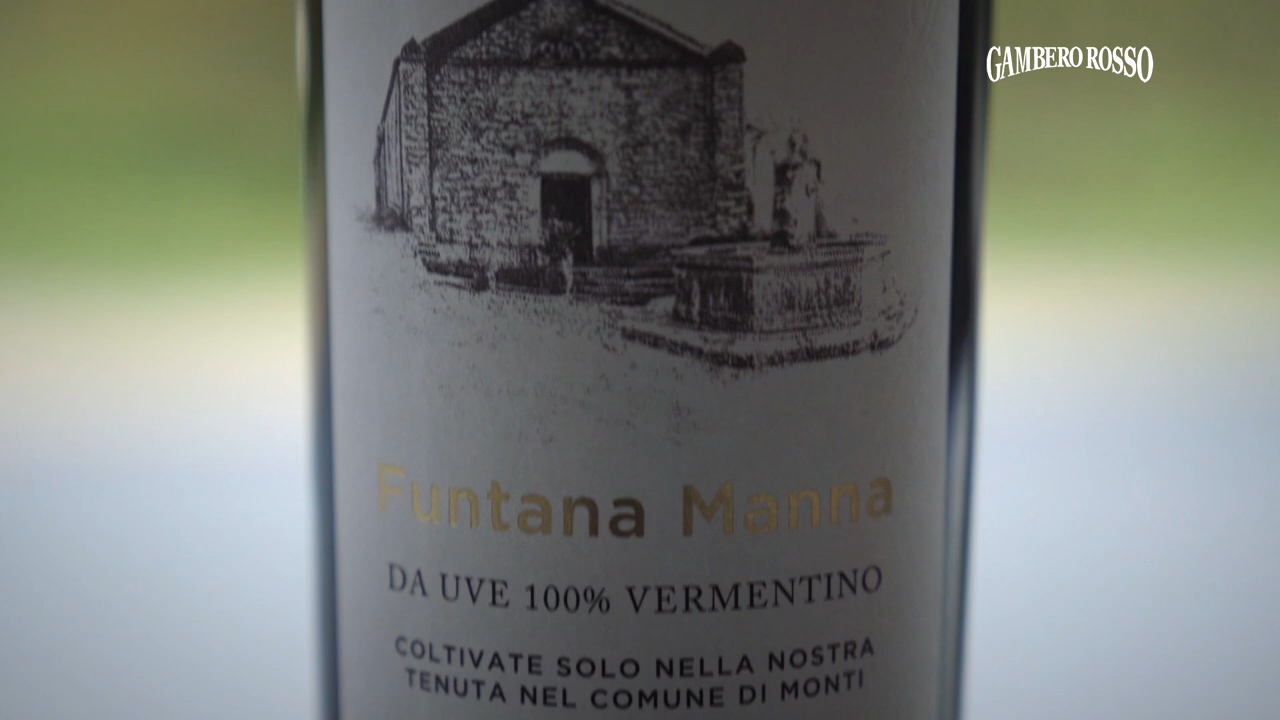 GAMBERO ROSSO
Funtana Manna
DA UVE 100% VERMENTINO
COLTIVATE SOLO NELLA NOSTRA
TENUTA NEL COMUNE DI MONTI